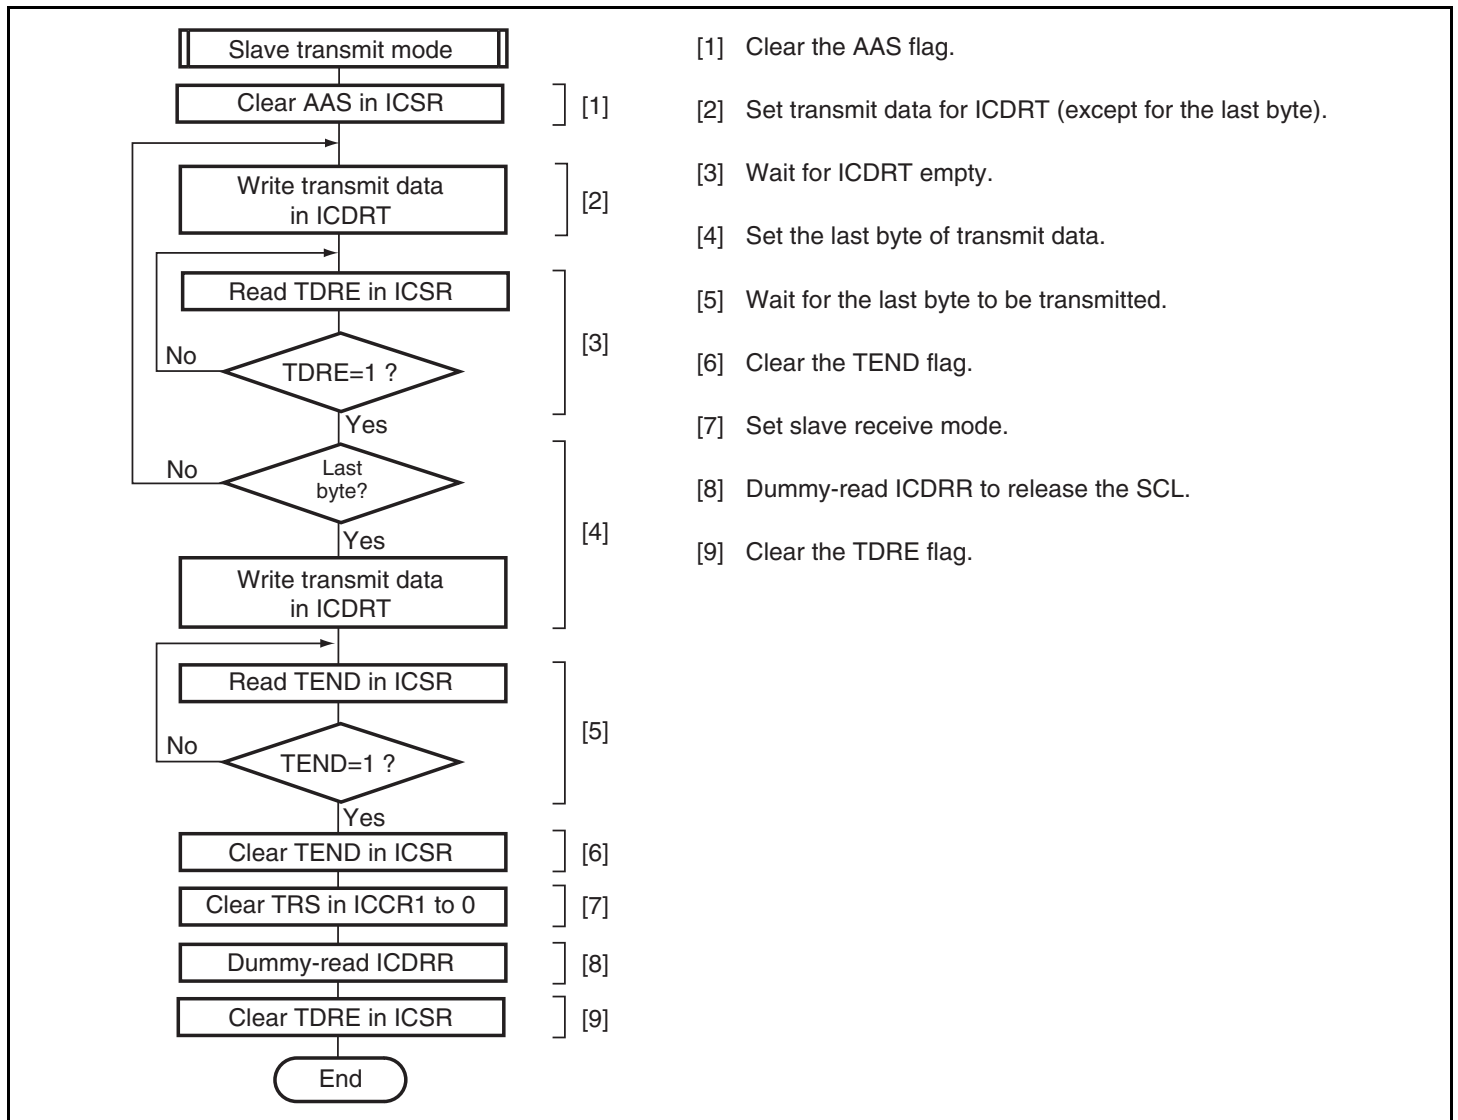 Slave transmit mode
Clear AAS in ICSR
[1]
Write transmit data
in ICDRT
[2]
Read TDRE in ICSR
No
TDRE=1 ?
[3]
Yes
No
Last
byte?
Yes
[4]
Write transmit data
in ICDRT
Read TEND in ICSR
No
TEND=1 ?
[5]
Yes
Clear TEND in ICSR
[6]
Clear TRS in ICCR1 to 0
[7]
Dummy-read ICDRR
[8]
Clear TDRE in ICSR
[9]
End
[1] Clear the AAS flag.
[2] Set transmit data for ICDRT (except for the last byte).
[3] Wait for ICDRT empty.
[4] Set the last byte of transmit data.
[5] Wait for the last byte to be transmitted.
[6] Clear the TEND flag.
[7] Set slave receive mode.
[8] Dummy-read ICDRR to release the SCL.
[9] Clear the TDRE flag.